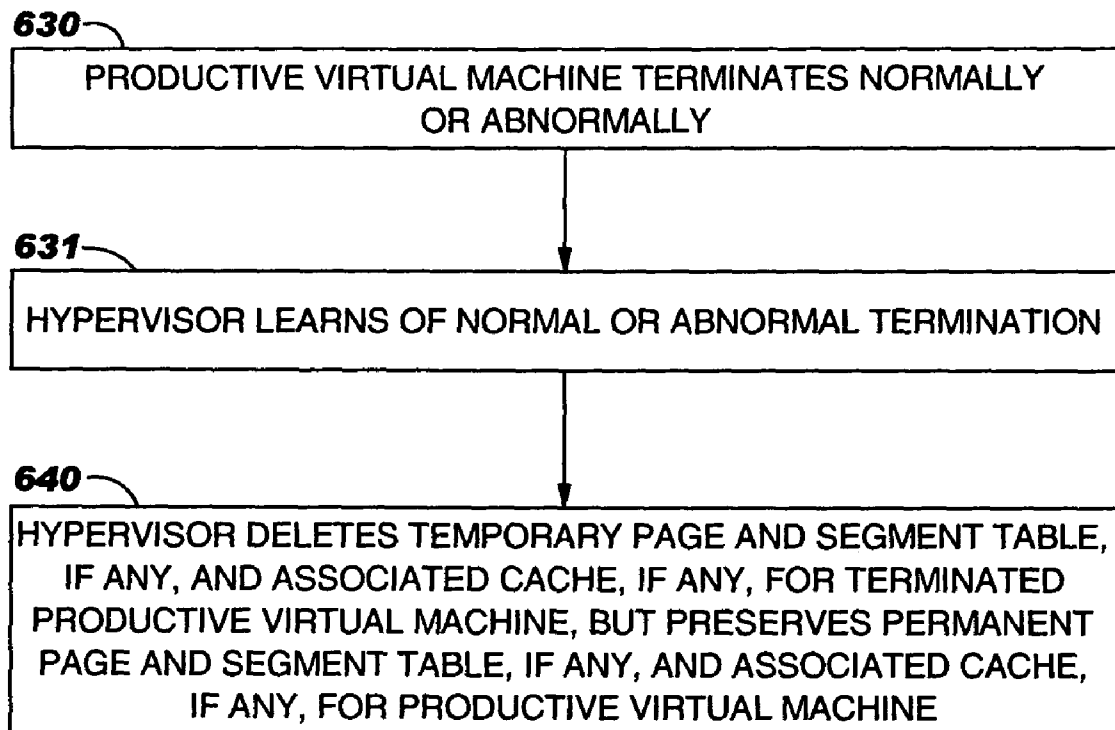 630
PRODUCTIVE VIRTUAL MACHINE TERMINATES NORMALLY
OR ABNORMALLY
631
HYPERVISOR LEARNS OF NORMAL OR ABNORMAL TERMINATION
640
HYPERVISOR DELETES TEMPORARY PAGE AND SEGMENT TABLE,
IF ANY, AND ASSOCIATED CACHE, IF ANY, FOR TERMINATED
PRODUCTIVE VIRTUAL MACHINE, BUT PRESERVES PERMANENT
PAGE AND SEGMENT TABLE, IF ANY, AND ASSOCIATED CACHE,
IF ANY, FOR PRODUCTIVE VIRTUAL MACHINE